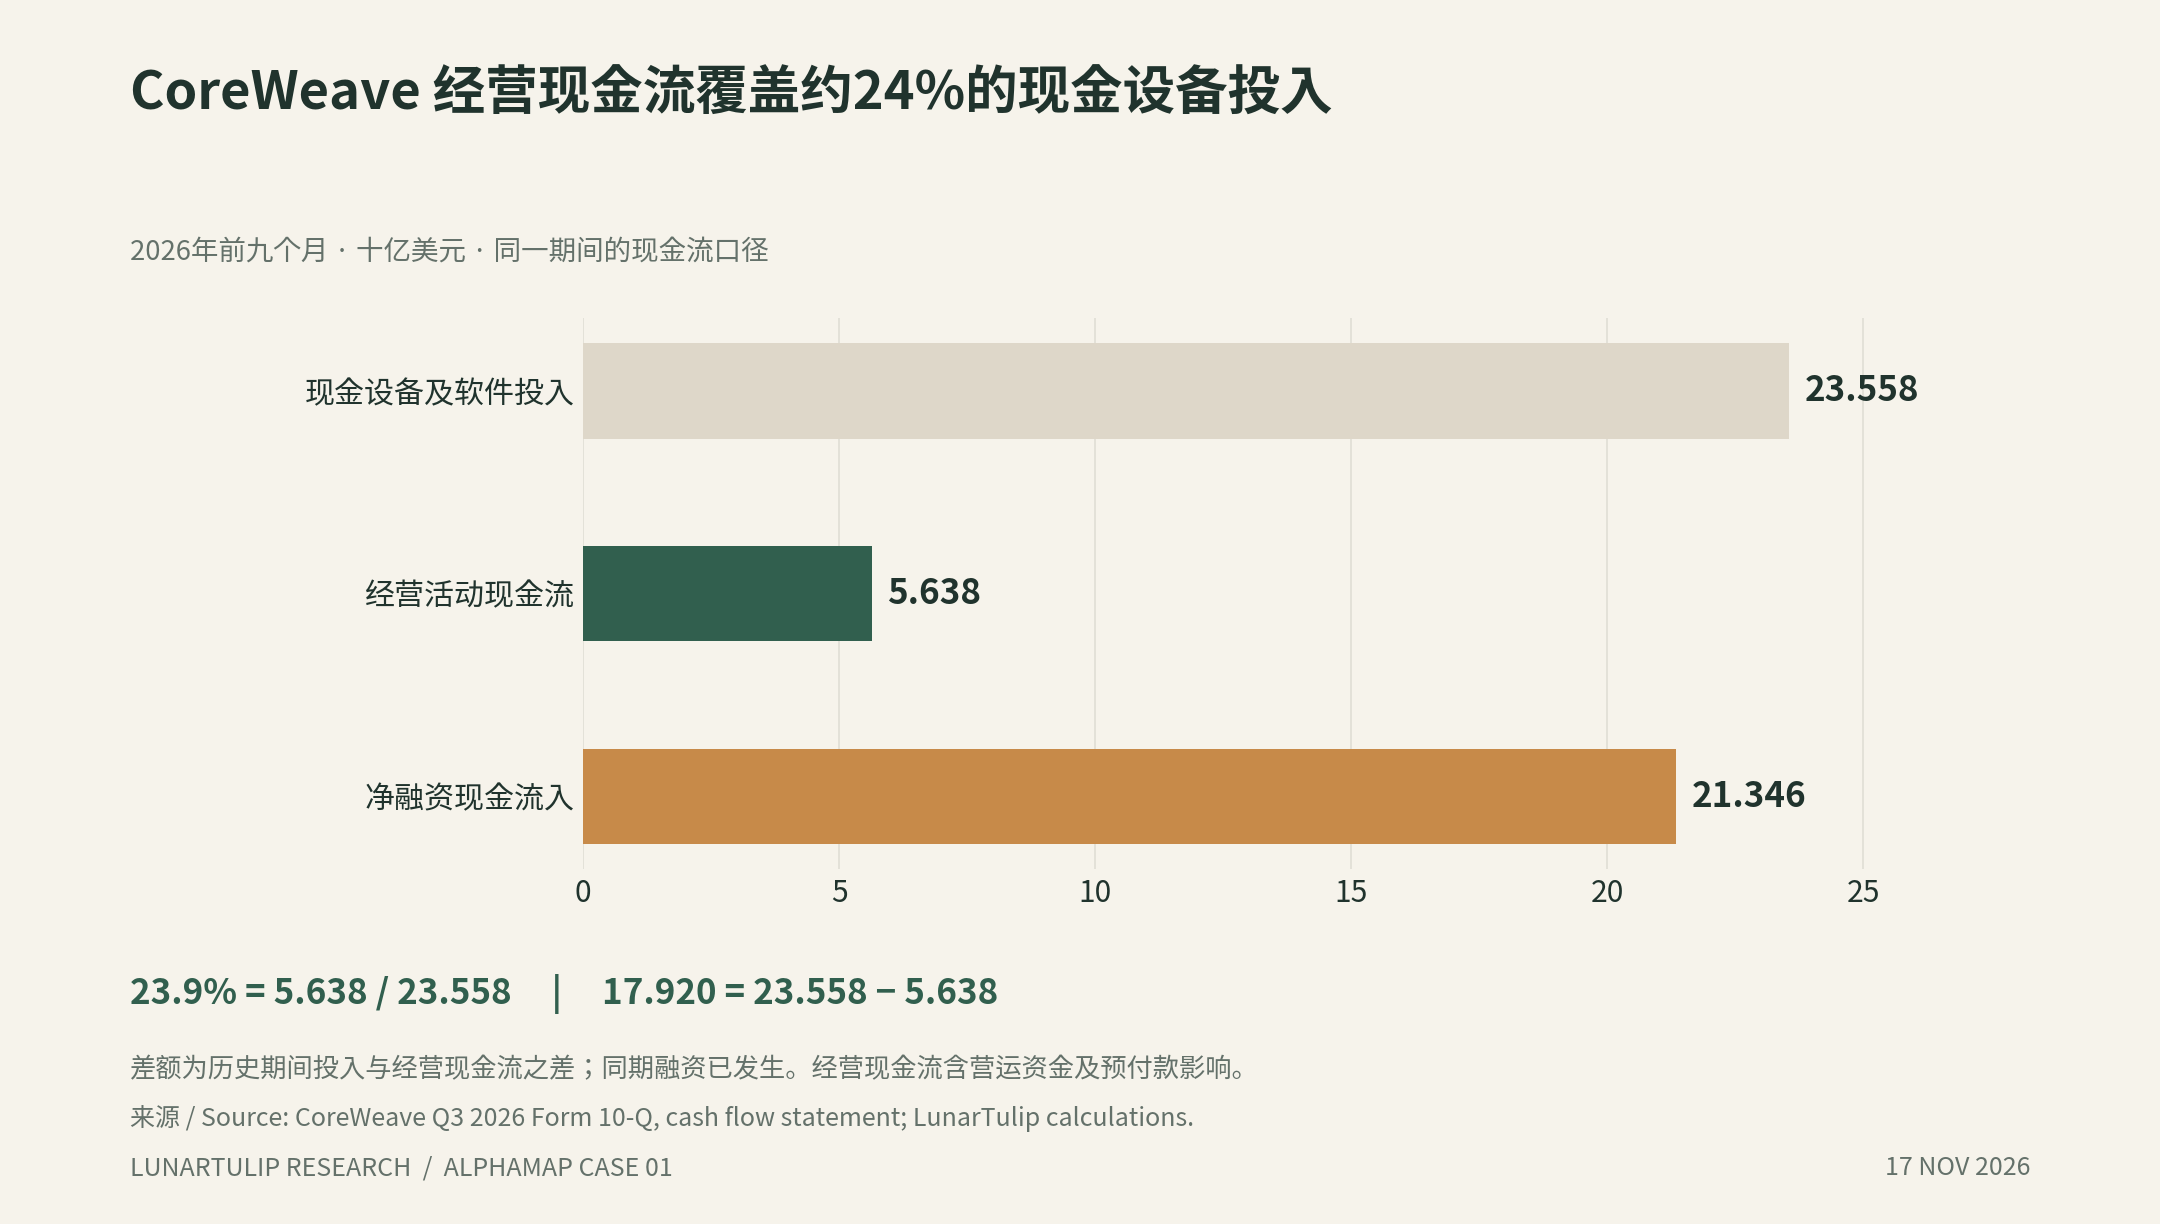 CoreWeave 经营现金流覆盖约24%的现金设备投入
2026年前九个月 · 十亿美元 · 同一期间的现金流口径
现金设备及软件投入
23.558
经营活动现金流
5.638
净融资现金流入
21.346
0 5 10 15 20 25
23.9% = 5.638 / 23.558 | 17.920 = 23.558 − 5.638
差额为历史期间投入与经营现金流之差；同期融资已发生。经营现金流含营运资金及预付款影响。
来源 / Source: CoreWeave Q3 2026 Form 10-Q, cash flow statement; LunarTulip calculations.
LUNARTULIP RESEARCH / ALPHAMAP CASE 01
17 NOV 2026